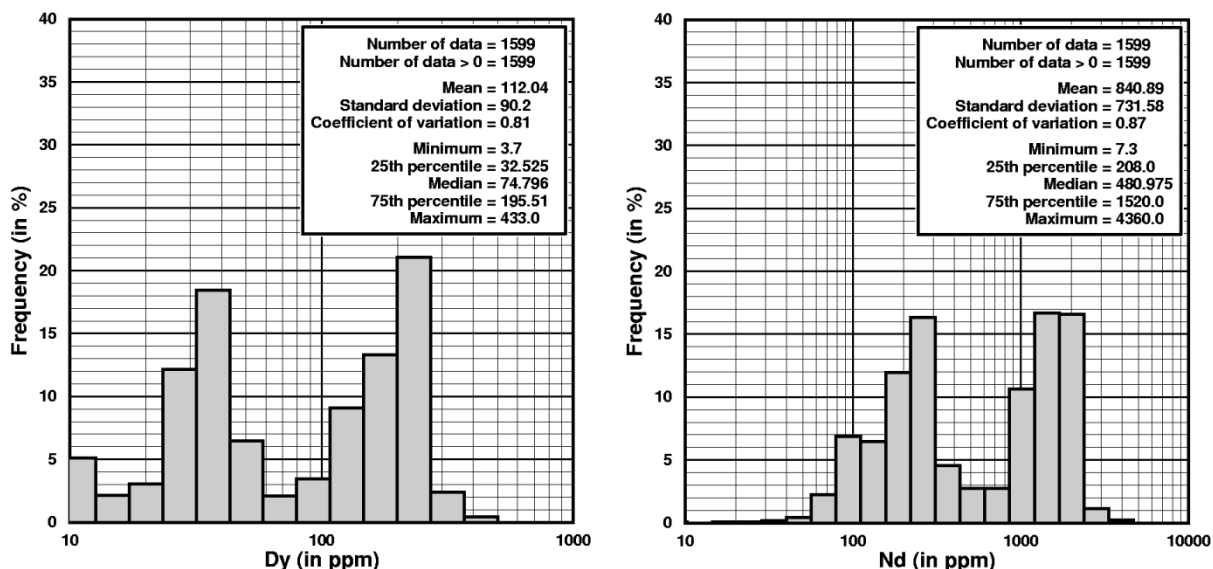 40
35
30
25
20
15
10
5
0
Frequency (in %)
Number of data = 1599
Number of data > 0 = 1599
Mean = 112.04
Standard deviation = 90.2
Coefficient of variation = 0.81
Minimum = 3.7
25th percentile = 32.525
Median = 74.796
75th percentile = 195.51
Maximum = 433.0
10
100
1000
Dy (in ppm)
40
35
30
25
20
15
10
5
0
Frequency (in %)
Number of data = 1599
Number of data > 0 = 1599
Mean = 840.89
Standard deviation = 731.58
Coefficient of variation = 0.87
Minimum = 7.3
25th percentile = 208.0
Median = 480.975
75th percentile = 1520.0
Maximum = 4360.0
10
100
1000
10000
Nd (in ppm)